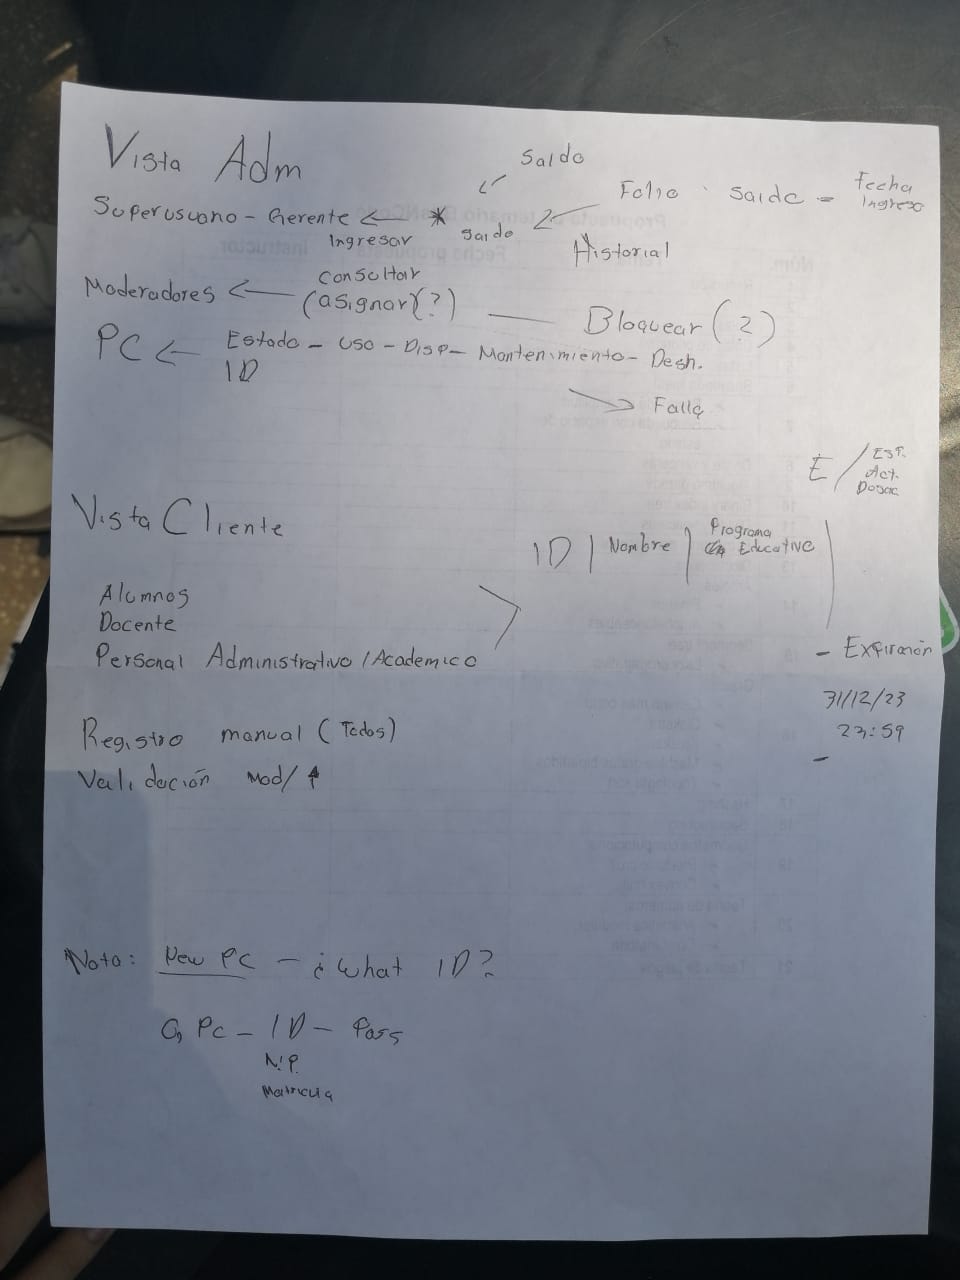 Vista Adm
Saldo
Superusuario - Gerente ← * saldo
Ingresar
Folio Saldo = Fecha
Ingreso
Historial
Moderadores ← Consultar
(asignar)(?) — Bloquear (?)
PC ← Estado - Uso - Disp - Mantenimiento - Desh.
ID
→ Falla
E / Est.
Act.
Desac.
Vista Cliente
ID | Nombre | Programa
Educativo |
Alumnos
Docente
Personal Administrativo / Academico
- Expiración
31/12/23
23:59
-
Registro manual (Todos)
Validación Mod/↑
Nota: New PC - ¿What ID?
PC - ID - Pass
N.P.
Matricula